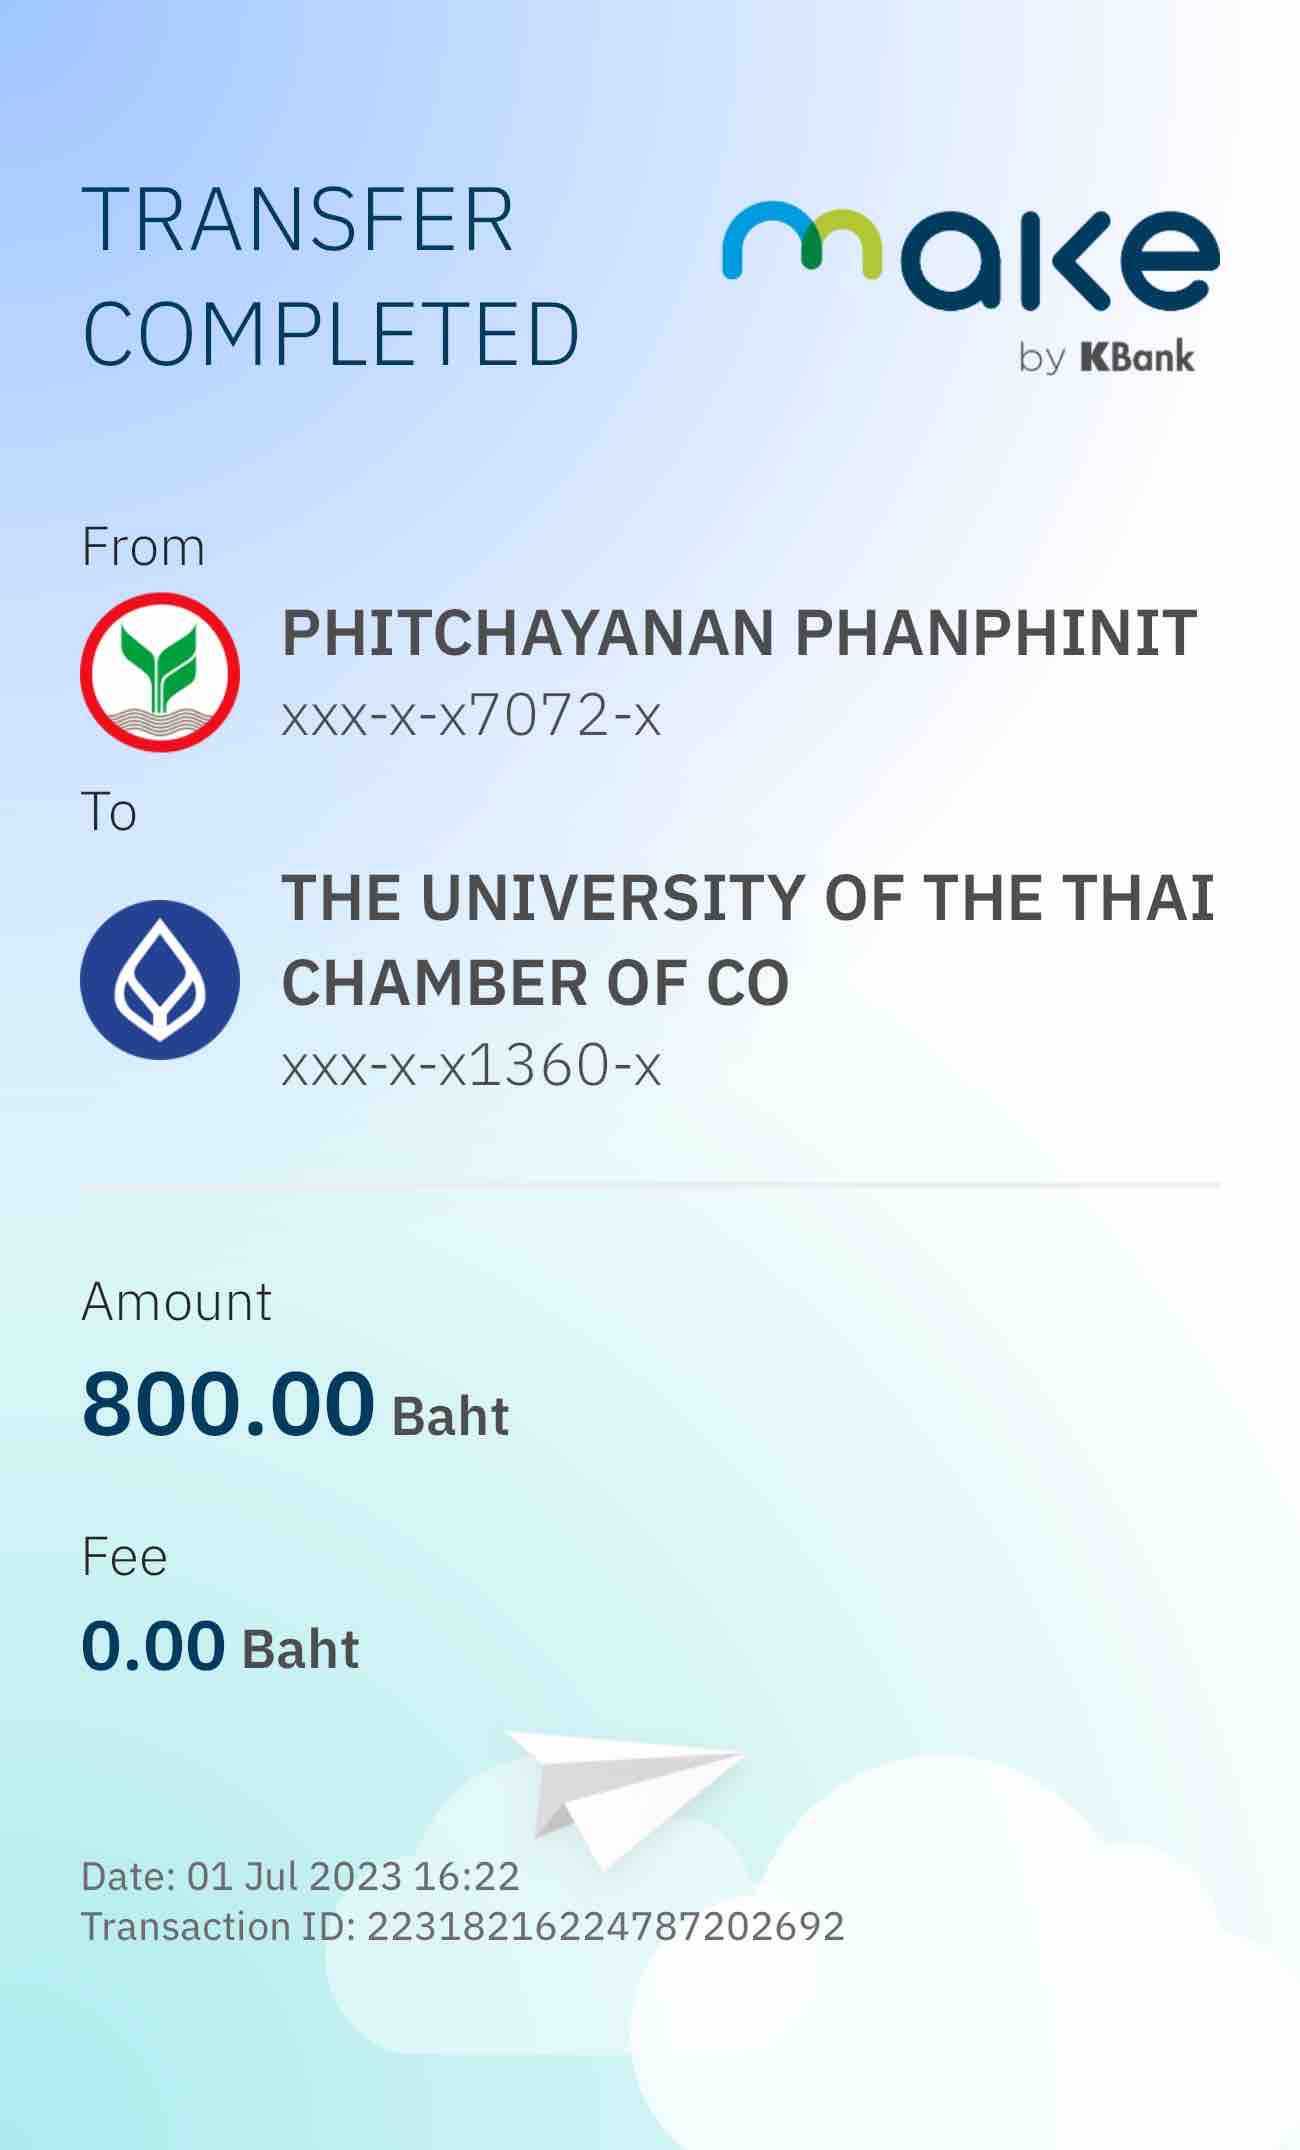 TRANSFER
COMPLETED
make
by KBank
From
PHITCHAYANAN PHANPHINIT
xxx-x-x7072-x
To
THE UNIVERSITY OF THE THAI
CHAMBER OF CO
xxx-x-x1360-x
Amount
800.00 Baht
Fee
0.00 Baht
Date: 01 Jul 2023 16:22
Transaction ID: 22318216224787202692